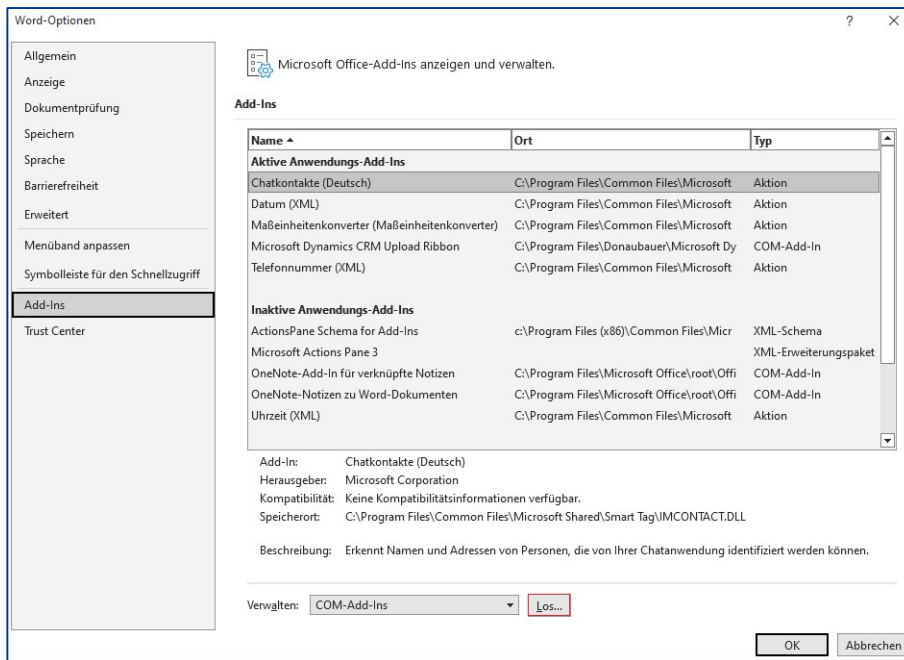 Word-Optionen ? ×
Allgemein
Anzeige
Dokumentprüfung
Speichern
Sprache
Barrierefreiheit
Erweitert
Menüband anpassen
Symbolleiste für den Schnellzugriff
Add-Ins
Trust Center
Microsoft Office-Add-Ins anzeigen und verwalten.
Add-Ins
Name Ort Typ
Aktive Anwendungs-Add-Ins
Chatkontakte (Deutsch) C:\Program Files\Common Files\Microsoft Aktion
Datum (XML) C:\Program Files\Common Files\Microsoft Aktion
Maßeinheitenkonverter (Maßeinheitenkonverter) C:\Program Files\Common Files\Microsoft Aktion
Microsoft Dynamics CRM Upload Ribbon C:\Program Files\Donaubauer\Microsoft Dy COM-Add-In
Telefonnummer (XML) C:\Program Files\Common Files\Microsoft Aktion
Inaktive Anwendungs-Add-Ins
ActionsPane Schema for Add-Ins c:\Program Files (x86)\Common Files\Micr XML-Schema
Microsoft Actions Pane 3 XML-Erweiterungspaket
OneNote-Add-In für verknüpfte Notizen C:\Program Files\Microsoft Office\root\Offi COM-Add-In
OneNote-Notizen zu Word-Dokumenten C:\Program Files\Microsoft Office\root\Offi COM-Add-In
Uhrzeit (XML) C:\Program Files\Common Files\Microsoft Aktion
Add-In: Chatkontakte (Deutsch)
Herausgeber: Microsoft Corporation
Kompatibilität: Keine Kompatibilitätsinformationen verfügbar.
Speicherort: C:\Program Files\Common Files\Microsoft Shared\Smart Tag\IMCONTACT.DLL
Beschreibung: Erkennt Namen und Adressen von Personen, die von Ihrer Chatanwendung identifiziert werden können.
Verwalten: COM-Add-Ins Los...
OK Abbrechen